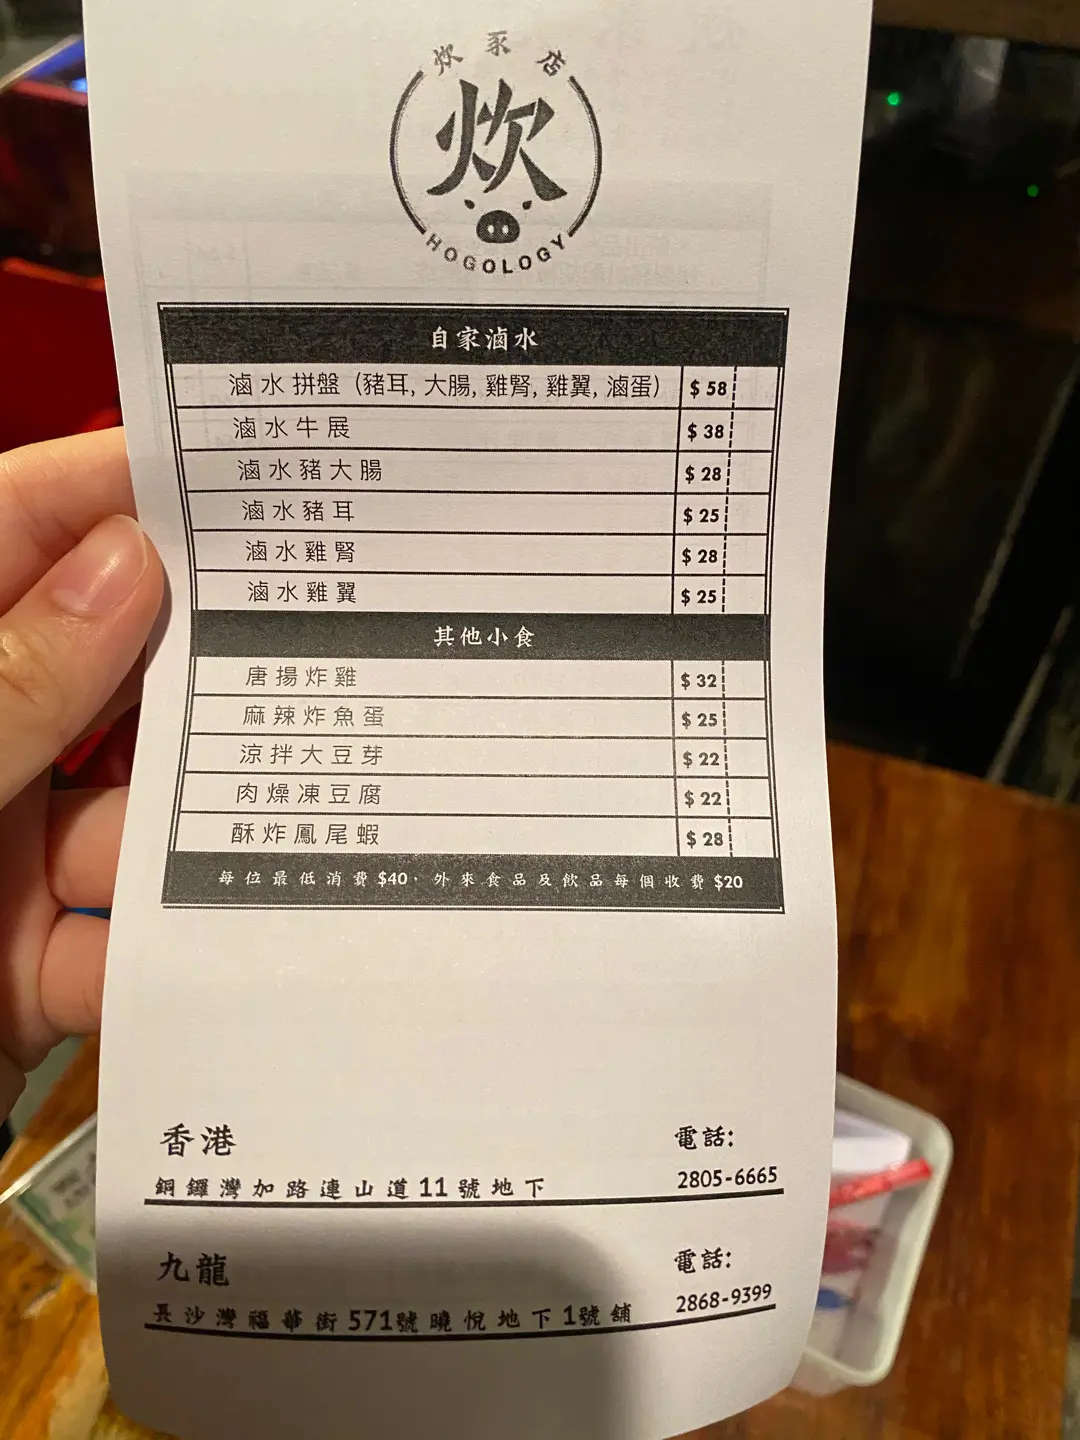 炊豕店
炊
HOGOLOGY
自家滷水
滷水拼盤（豬耳, 大腸, 雞腎, 雞翼, 滷蛋） $58
滷水牛展 $38
滷水豬大腸 $28
滷水豬耳 $25
滷水雞腎 $28
滷水雞翼 $25
其他小食
唐揚炸雞 $32
麻辣炸魚蛋 $25
涼拌大豆芽 $22
肉燥凍豆腐 $22
酥炸鳳尾蝦 $28
每位最低消費$40，外來食品及飲品每個收費$20
香港 電話:
銅鑼灣加路連山道11號地下 2805-6665
九龍 電話:
長沙灣福華街571號曉悅地下1號舖 2868-9399